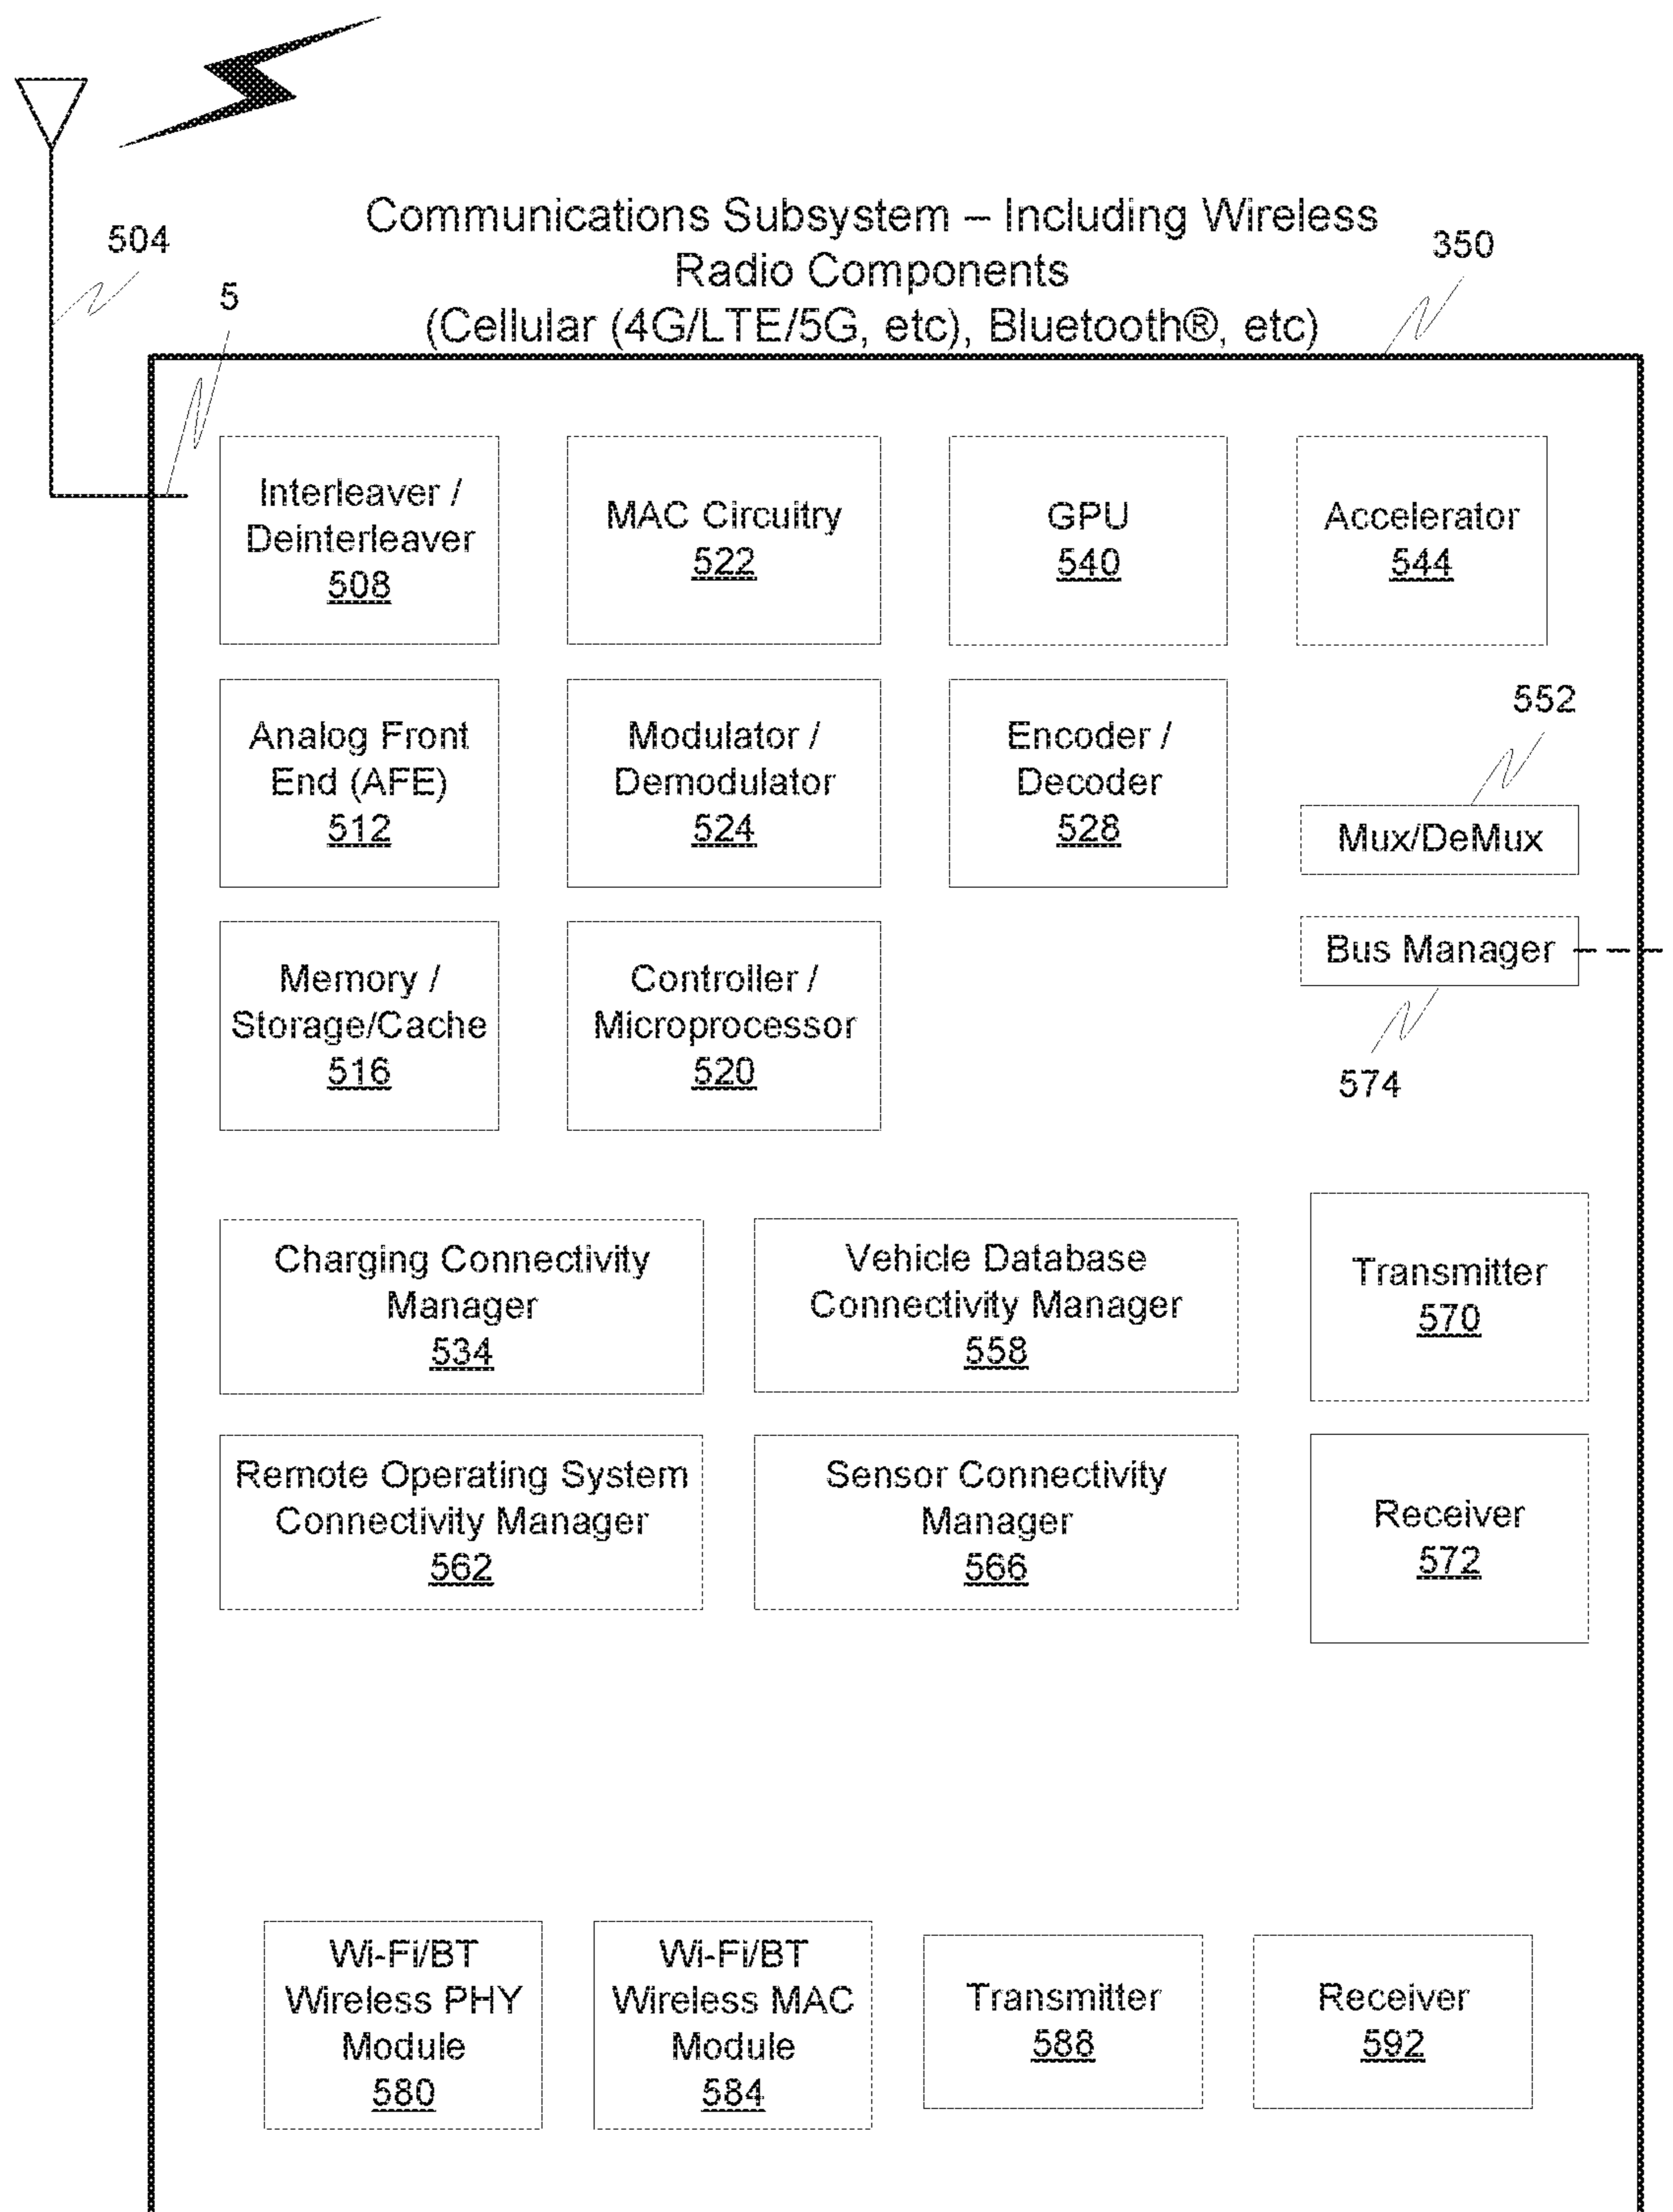 Communications Subsystem – Including Wireless
Radio Components
(Cellular (4G/LTE/5G, etc), Bluetooth®, etc)
504
5
350
Interleaver /
Deinterleaver
508
MAC Circuitry
522
GPU
540
Accelerator
544
Analog Front
End (AFE)
512
Modulator /
Demodulator
524
Encoder /
Decoder
528
552
Mux/DeMux
Memory /
Storage/Cache
516
Controller /
Microprocessor
520
Bus Manager
574
Charging Connectivity
Manager
534
Vehicle Database
Connectivity Manager
558
Transmitter
570
Remote Operating System
Connectivity Manager
562
Sensor Connectivity
Manager
566
Receiver
572
Wi-Fi/BT
Wireless PHY
Module
580
Wi-Fi/BT
Wireless MAC
Module
584
Transmitter
588
Receiver
592